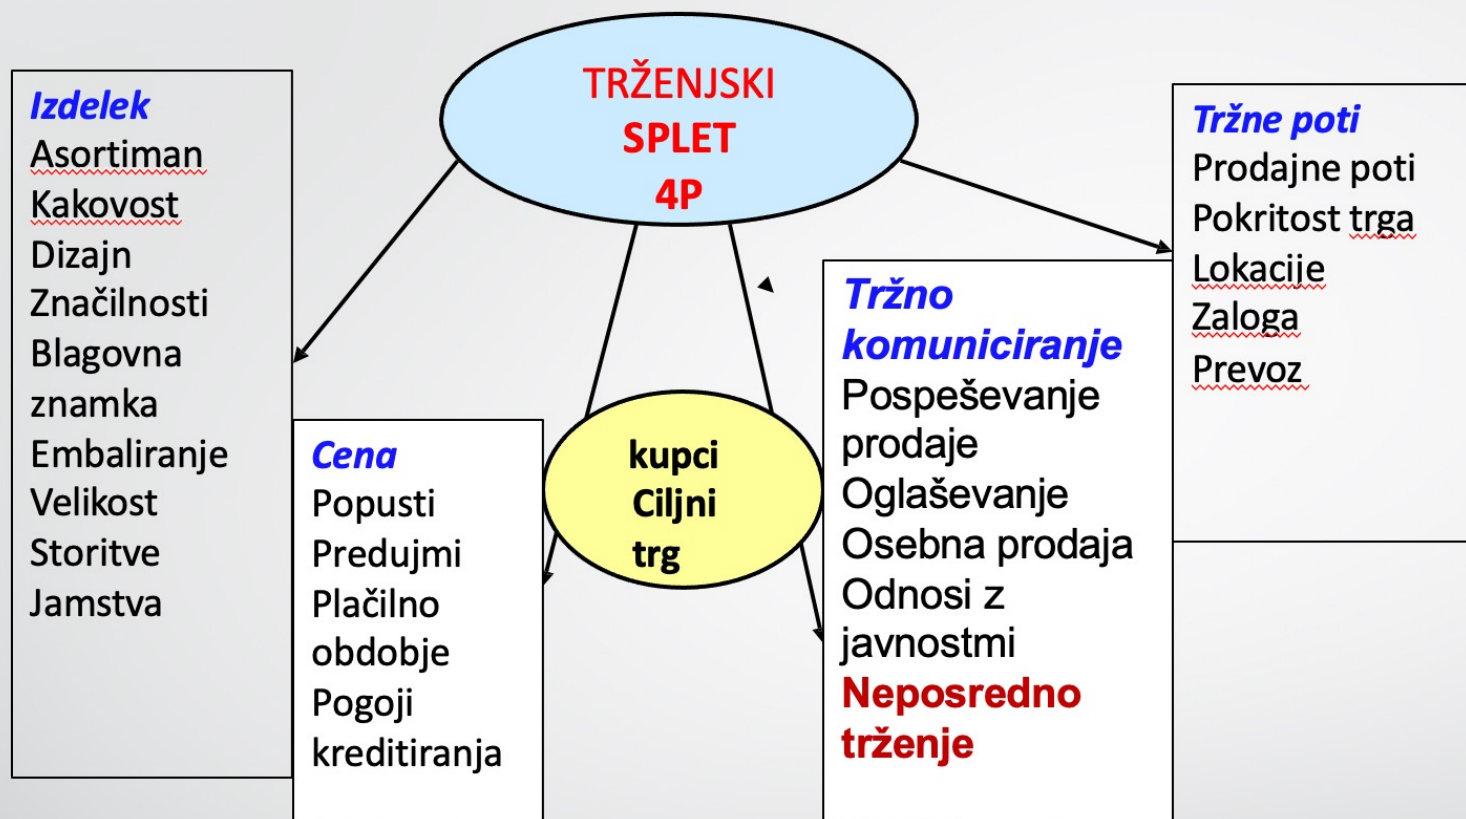 TRŽENJSKI
SPLET
4P
Izdelek
Asortiman
Kakovost
Dizajn
Značilnosti
Blagovna
znamka
Embaliranje
Velikost
Storitve
Jamstva
Cena
Popusti
Predujmi
Plačilno
obdobje
Pogoji
kreditiranja
kupci
Ciljni
trg
Tržno
komuniciranje
Pospeševanje
prodaje
Oglaševanje
Osebna prodaja
Odnosi z
javnostmi
Neposredno
trženje
Tržne poti
Prodajne poti
Pokritost trga
Lokacije
Zaloga
Prevoz